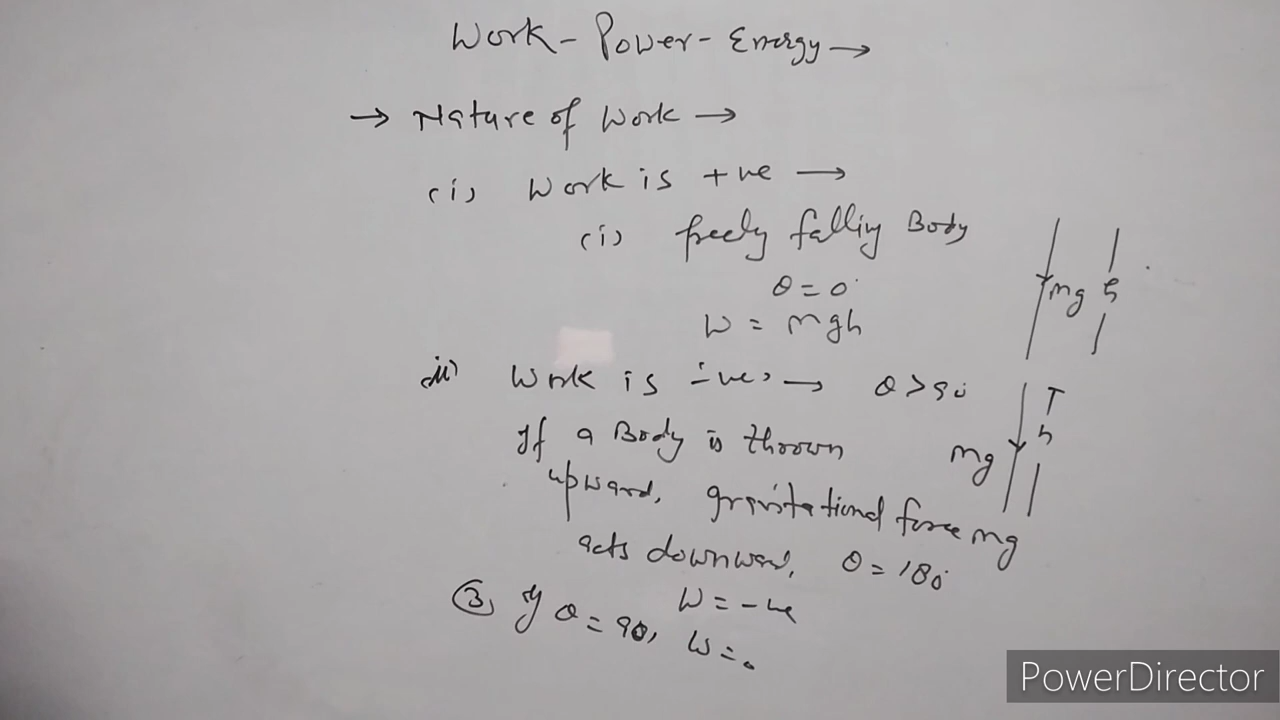 Work - Power - Energy →
→ Nature of Work →
(i) Work is +ve →
(i) freely falling Body
θ = 0°
W = mgh
mg h
(ii) Work is -ve → θ > 90°
If a Body is thrown
upward, gravitational force mg
acts downward, θ = 180°
mg h
W = -ve
(3) If θ = 90°, W = 0
PowerDirector